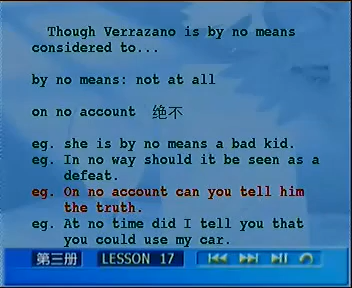 Though Verrazano is by no means
considered to...
by no means: not at all
on no account 绝不
eg. she is by no means a bad kid.
eg. In no way should it be seen as a
defeat.
eg. On no account can you tell him
the truth.
eg. At no time did I tell you that
you could use my car.
第三册 LESSON 17